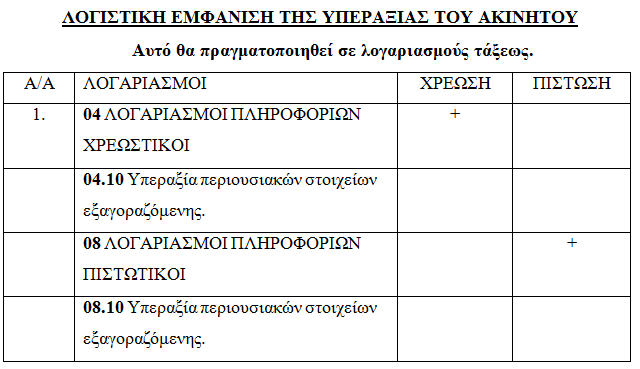 ΛΟΓΙΣΤΙΚΗ ΕΜΦΑΝΙΣΗ ΤΗΣ ΥΠΕΡΑΞΙΑΣ ΤΟΥ ΑΚΙΝΗΤΟΥ
Αυτό θα πραγματοποιηθεί σε λογαριασμούς τάξεως.
Α/Α ΛΟΓΑΡΙΑΣΜΟΙ ΧΡΕΩΣΗ ΠΙΣΤΩΣΗ
1. 04 ΛΟΓΑΡΙΑΣΜΟΙ ΠΛΗΡΟΦΟΡΙΩΝ +
ΧΡΕΩΣΤΙΚΟΙ
04.10 Υπεραξία περιουσιακών στοιχείων
εξαγοραζόμενης.
08 ΛΟΓΑΡΙΑΣΜΟΙ ΠΛΗΡΟΦΟΡΙΩΝ +
ΠΙΣΤΩΤΙΚΟΙ
08.10 Υπεραξία περιουσιακών στοιχείων
εξαγοραζόμενης.